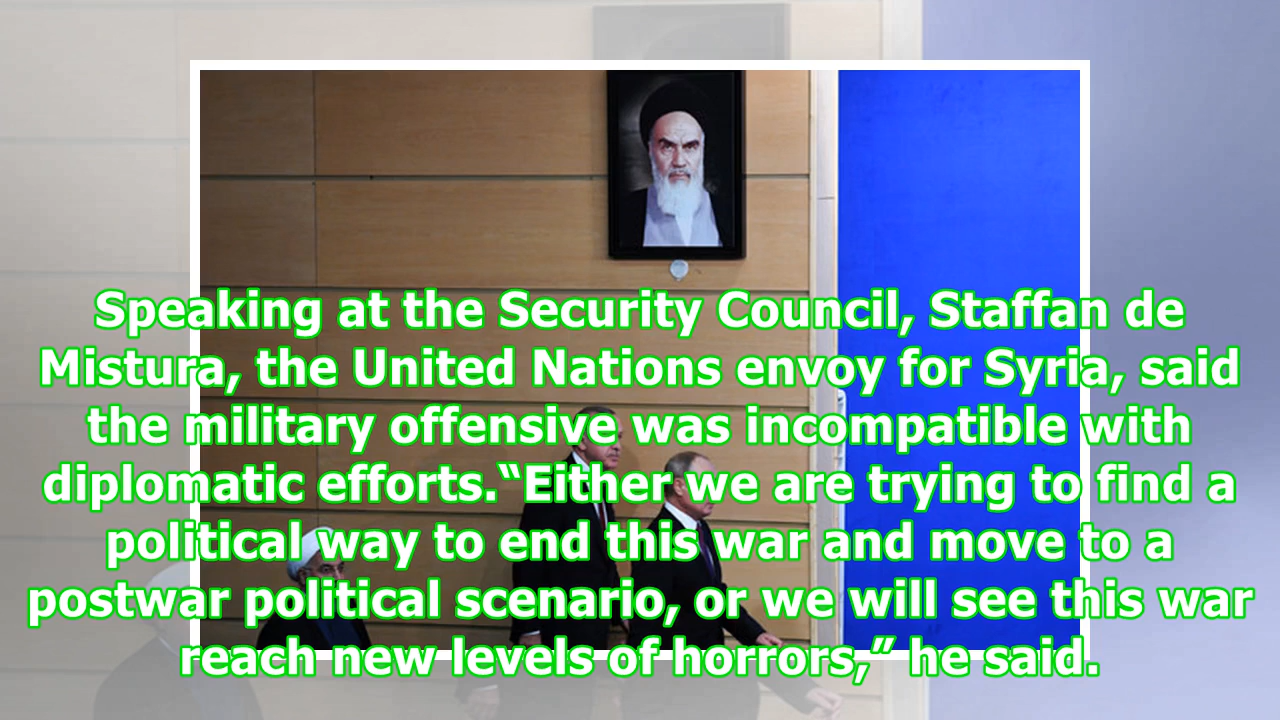 Speaking at the Security Council, Staffan de
Mistura, the United Nations envoy for Syria, said
the military offensive was incompatible with
diplomatic efforts.“Either we are trying to find a
political way to end this war and move to a
postwar political scenario, or we will see this war
reach new levels of horrors,” he said.